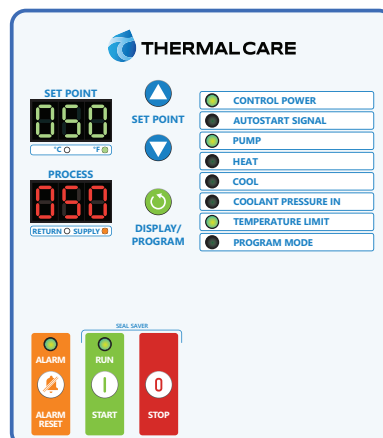 THERMALCARE
SET POINT
050
°C °F
PROCESS
050
RETURN SUPPLY
SET POINT
DISPLAY/
PROGRAM
CONTROL POWER
AUTOSTART SIGNAL
PUMP
HEAT
COOL
COOLANT PRESSURE IN
TEMPERATURE LIMIT
PROGRAM MODE
SEAL SAVER
ALARM
ALARM
RESET
RUN
I
START
0
STOP